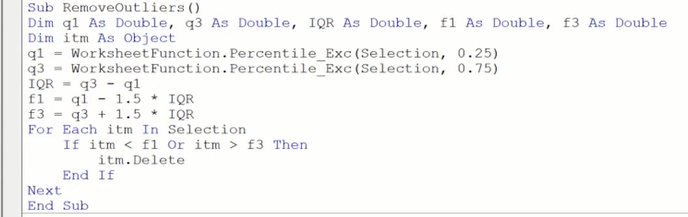 Sub RemoveOutliers()
Dim q1 As Double, q3 As Double, IQR As Double, f1 As Double, f3 As Double
Dim itm As Object
q1 = WorksheetFunction.Percentile_Exc(Selection, 0.25)
q3 = WorksheetFunction.Percentile_Exc(Selection, 0.75)
IQR = q3 - q1
f1 = q1 - 1.5 * IQR
f3 = q3 + 1.5 * IQR
For Each itm In Selection
    If itm < f1 Or itm > f3 Then
        itm.Delete
    End If
Next
End Sub